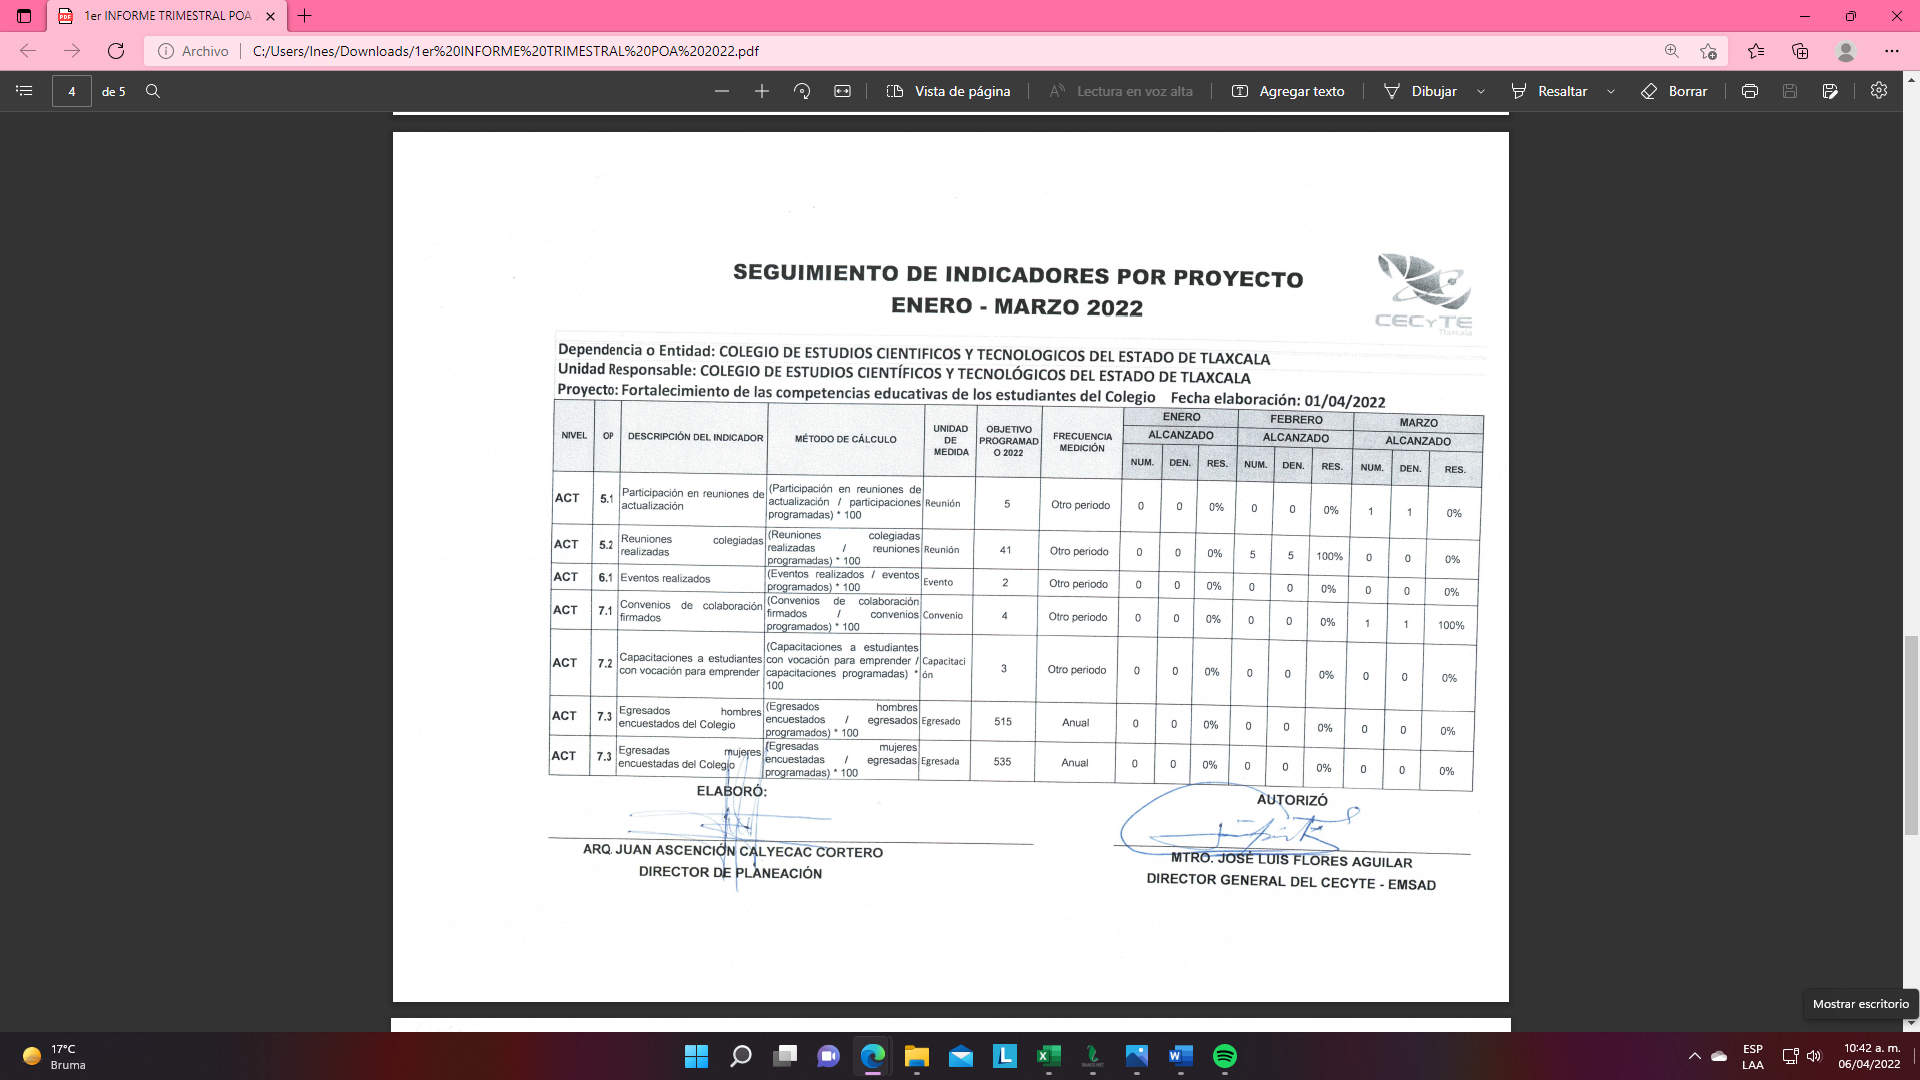 1er INFORME TRIMESTRAL POA
Archivo
C:/Users/Ines/Downloads/1er%20INFORME%20TRIMESTRAL%20POA%202022.pdf
4 de 5
Vista de página
Lectura en voz alta
Agregar texto
Dibujar
Resaltar
Borrar
SEGUIMIENTO DE INDICADORES POR PROYECTO
ENERO - MARZO 2022
CECyTE
Tlaxcala
Dependencia o Entidad: COLEGIO DE ESTUDIOS CIENTIFICOS Y TECNOLOGICOS DEL ESTADO DE TLAXCALA
Unidad Responsable: COLEGIO DE ESTUDIOS CIENTÍFICOS Y TECNOLÓGICOS DEL ESTADO DE TLAXCALA
Proyecto: Fortalecimiento de las competencias educativas de los estudiantes del Colegio Fecha elaboración: 01/04/2022
NIVEL OP DESCRIPCIÓN DEL INDICADOR MÉTODO DE CÁLCULO UNIDAD DE MEDIDA OBJETIVO PROGRAMADO 2022 FRECUENCIA MEDICIÓN ENERO FEBRERO MARZO
ALCANZADO ALCANZADO ALCANZADO
NUM. DEN. RES. NUM. DEN. RES. NUM. DEN. RES.
ACT 5.1 Participación en reuniones de actualización (Participación en reuniones de actualización / participaciones programadas) * 100 Reunión 5 Otro periodo 0 0 0% 0 0 0% 1 1 0%
ACT 5.2 Reuniones colegiadas realizadas (Reuniones colegiadas realizadas / reuniones programadas) * 100 Reunión 41 Otro periodo 0 0 0% 5 5 100% 0 0 0%
ACT 6.1 Eventos realizados (Eventos realizados / eventos programados) * 100 Evento 2 Otro periodo 0 0 0% 0 0 0% 0 0 0%
ACT 7.1 Convenios de colaboración firmados (Convenios de colaboración firmados / convenios programados) * 100 Convenio 4 Otro periodo 0 0 0% 0 0 0% 1 1 100%
ACT 7.2 Capacitaciones a estudiantes con vocación para emprender (Capacitaciones a estudiantes con vocación para emprender / capacitaciones programadas) * 100 Capacitación 3 Otro periodo 0 0 0% 0 0 0% 0 0 0%
ACT 7.3 Egresados hombres encuestados del Colegio (Egresados hombres encuestados / egresados programados) * 100 Egresado 515 Anual 0 0 0% 0 0 0% 0 0 0%
ACT 7.3 Egresadas mujeres encuestadas del Colegio (Egresadas mujeres encuestadas / egresadas programadas) * 100 Egresada 535 Anual 0 0 0% 0 0 0% 0 0 0%
ELABORÓ:
ARQ. JUAN ASCENCIÓN CALYECAC CORTERO
DIRECTOR DE PLANEACIÓN
AUTORIZÓ
MTRO. JOSÉ LUIS FLORES AGUILAR
DIRECTOR GENERAL DEL CECYTE - EMSAD
Mostrar escritorio
17°C
Bruma
ESP
LAA
10:42 a. m.
06/04/2022